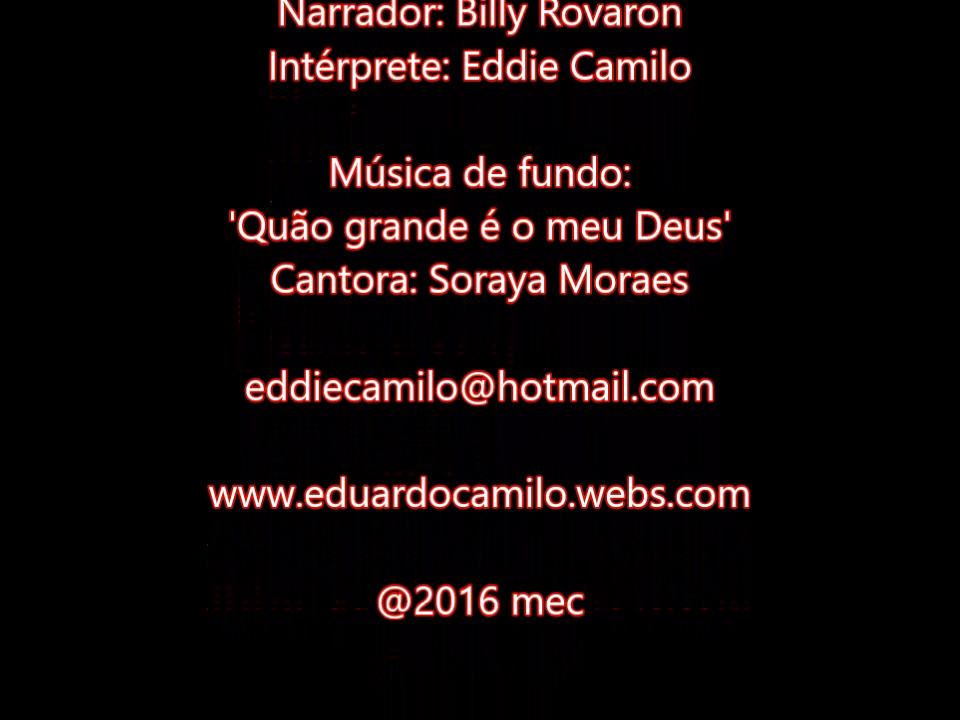 Narrador: Billy Rovaron
Intérprete: Eddie Camilo
Música de fundo:
'Quão grande é o meu Deus'
Cantora: Soraya Moraes
eddiecamilo@hotmail.com
www.eduardocamilo.webs.com
@2016 mec